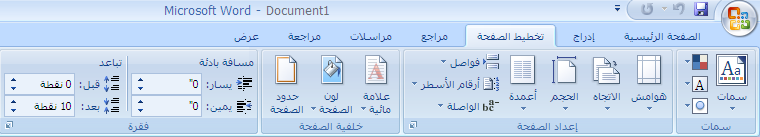 Microsoft Word - Document1
الصفحة الرئيسية إدراج تخطيط الصفحة مراجع مراسلات مراجعة عرض
سمات
هوامش
الاتجاه
الحجم
أعمدة
فواصل
أرقام الأسطر
الواصلة
علامة مائية
لون الصفحة
حدود الصفحة
مسافة بادئة
يسار: 0"
يمين: 0"
تباعد
قبل: 0 نقطة
بعد: 10 نقطة
سمات
إعداد الصفحة
خلفية الصفحة
فقرة